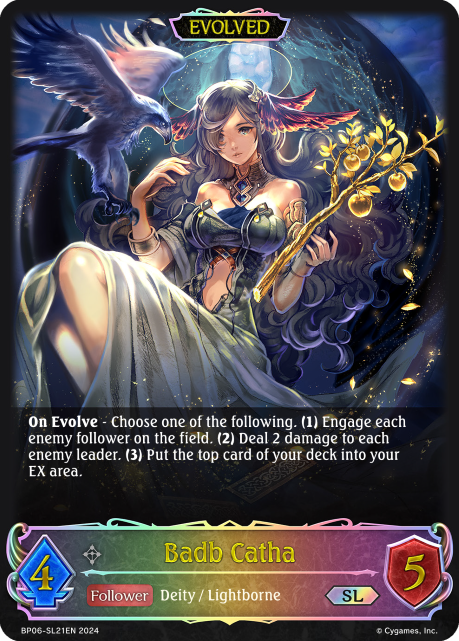 EVOLVED
On Evolve - Choose one of the following. (1) Engage each
enemy follower on the field. (2) Deal 2 damage to each
enemy leader. (3) Put the top card of your deck into your
EX area.
Badb Catha
4
Follower Deity / Lightborne SL
5
BP06-SL21EN 2024 © Cygames, Inc.